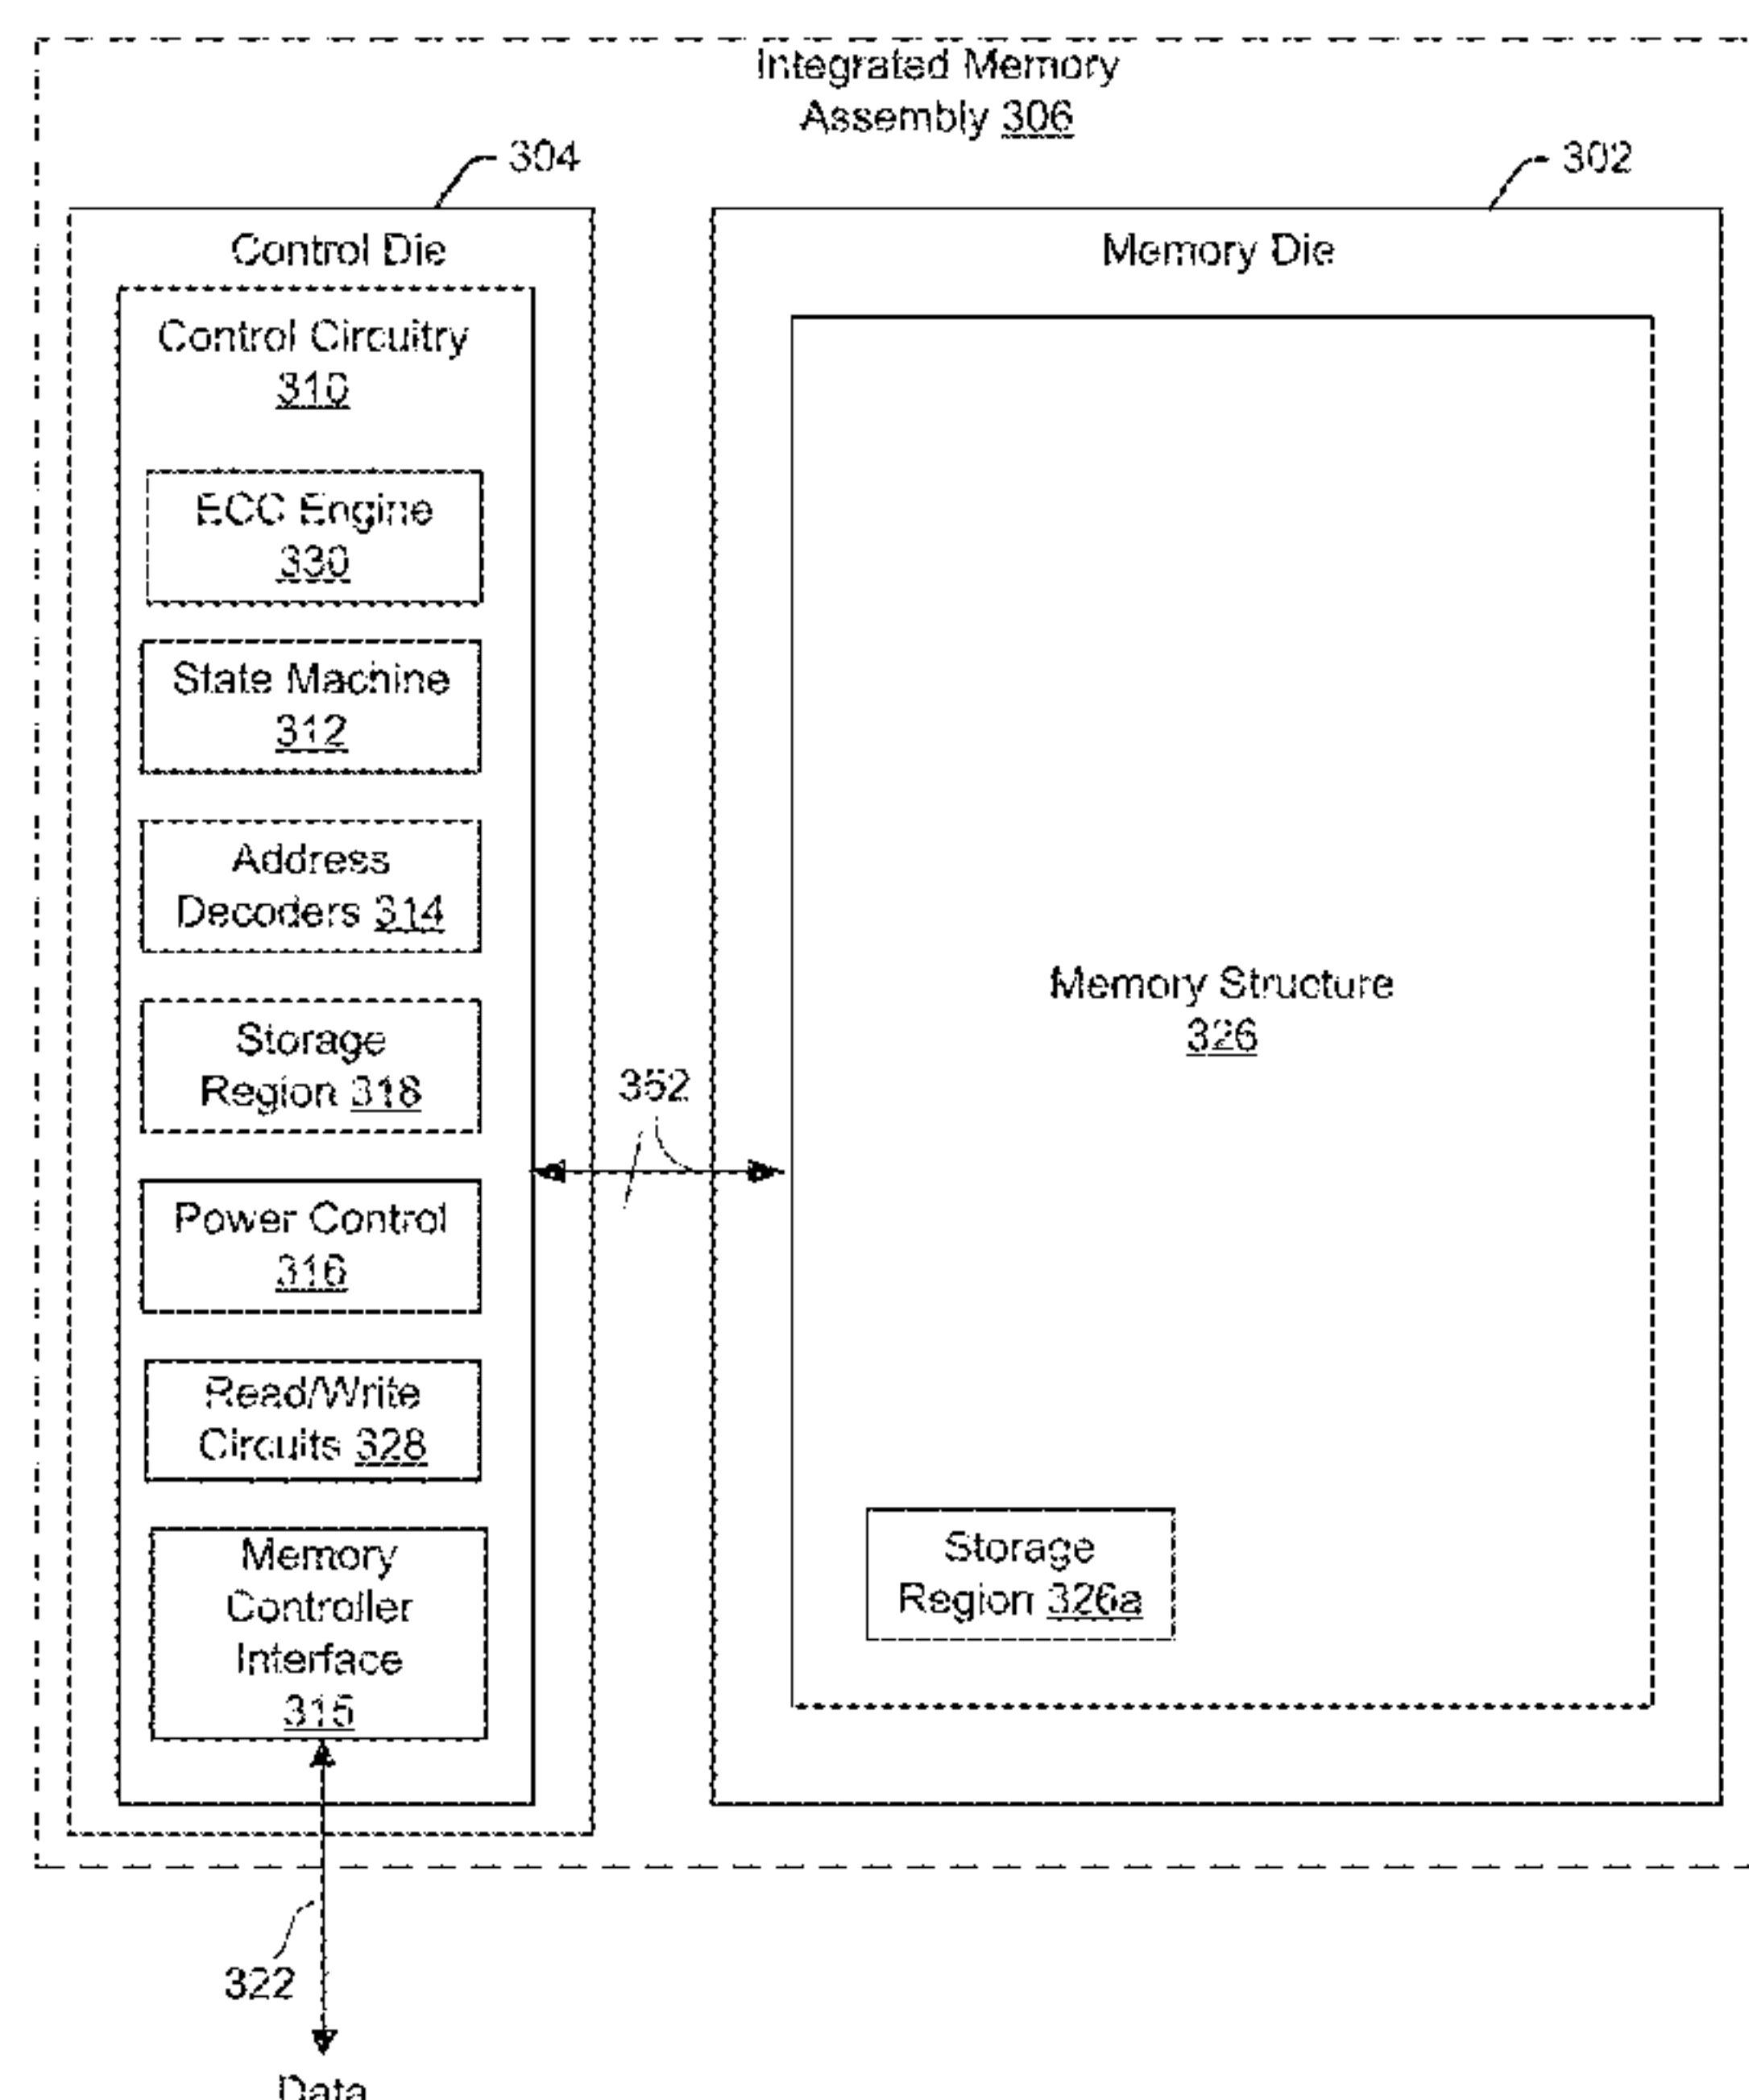 Integrated Memory
Assembly 306
304
302
Control Die
Control Circuitry
310
ECC Engine
330
State Machine
312
Address
Decoders 314
Storage
Region 318
Power Control
316
Read/Write
Circuits 328
Memory
Controller
Interface
315
352
Memory Die
Memory Structure
326
Storage
Region 326a
322
Data